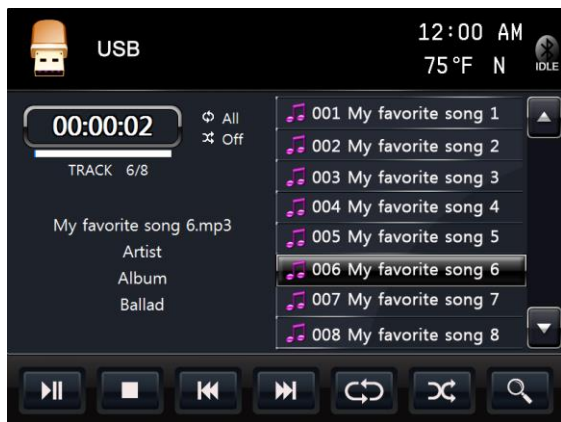 USB
12:00 AM
75°F N
IDLE
00:00:02
All
Off
TRACK 6/8
My favorite song 6.mp3
Artist
Album
Ballad
001 My favorite song 1
002 My favorite song 2
003 My favorite song 3
004 My favorite song 4
005 My favorite song 5
006 My favorite song 6
007 My favorite song 7
008 My favorite song 8